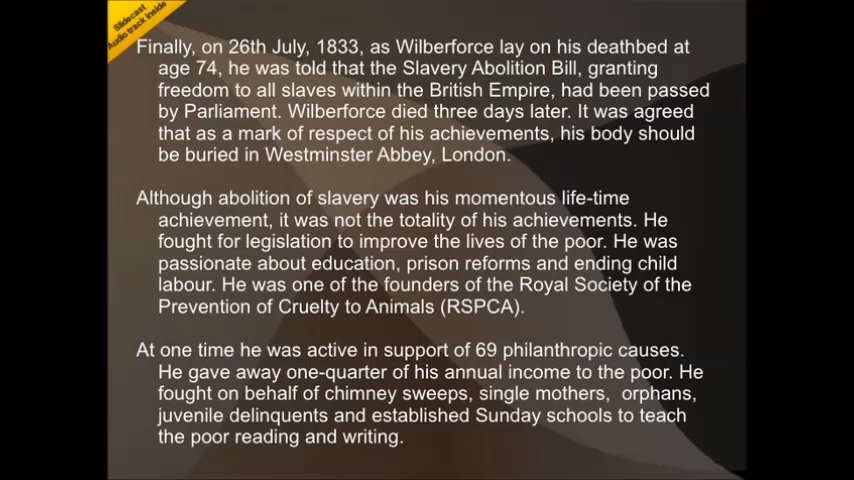 Slidecast
Audio track inside
Finally, on 26th July, 1833, as Wilberforce lay on his deathbed at
age 74, he was told that the Slavery Abolition Bill, granting
freedom to all slaves within the British Empire, had been passed
by Parliament. Wilberforce died three days later. It was agreed
that as a mark of respect of his achievements, his body should
be buried in Westminster Abbey, London.
Although abolition of slavery was his momentous life-time
achievement, it was not the totality of his achievements. He
fought for legislation to improve the lives of the poor. He was
passionate about education, prison reforms and ending child
labour. He was one of the founders of the Royal Society of the
Prevention of Cruelty to Animals (RSPCA).
At one time he was active in support of 69 philanthropic causes.
He gave away one-quarter of his annual income to the poor. He
fought on behalf of chimney sweeps, single mothers, orphans,
juvenile delinquents and established Sunday schools to teach
the poor reading and writing.